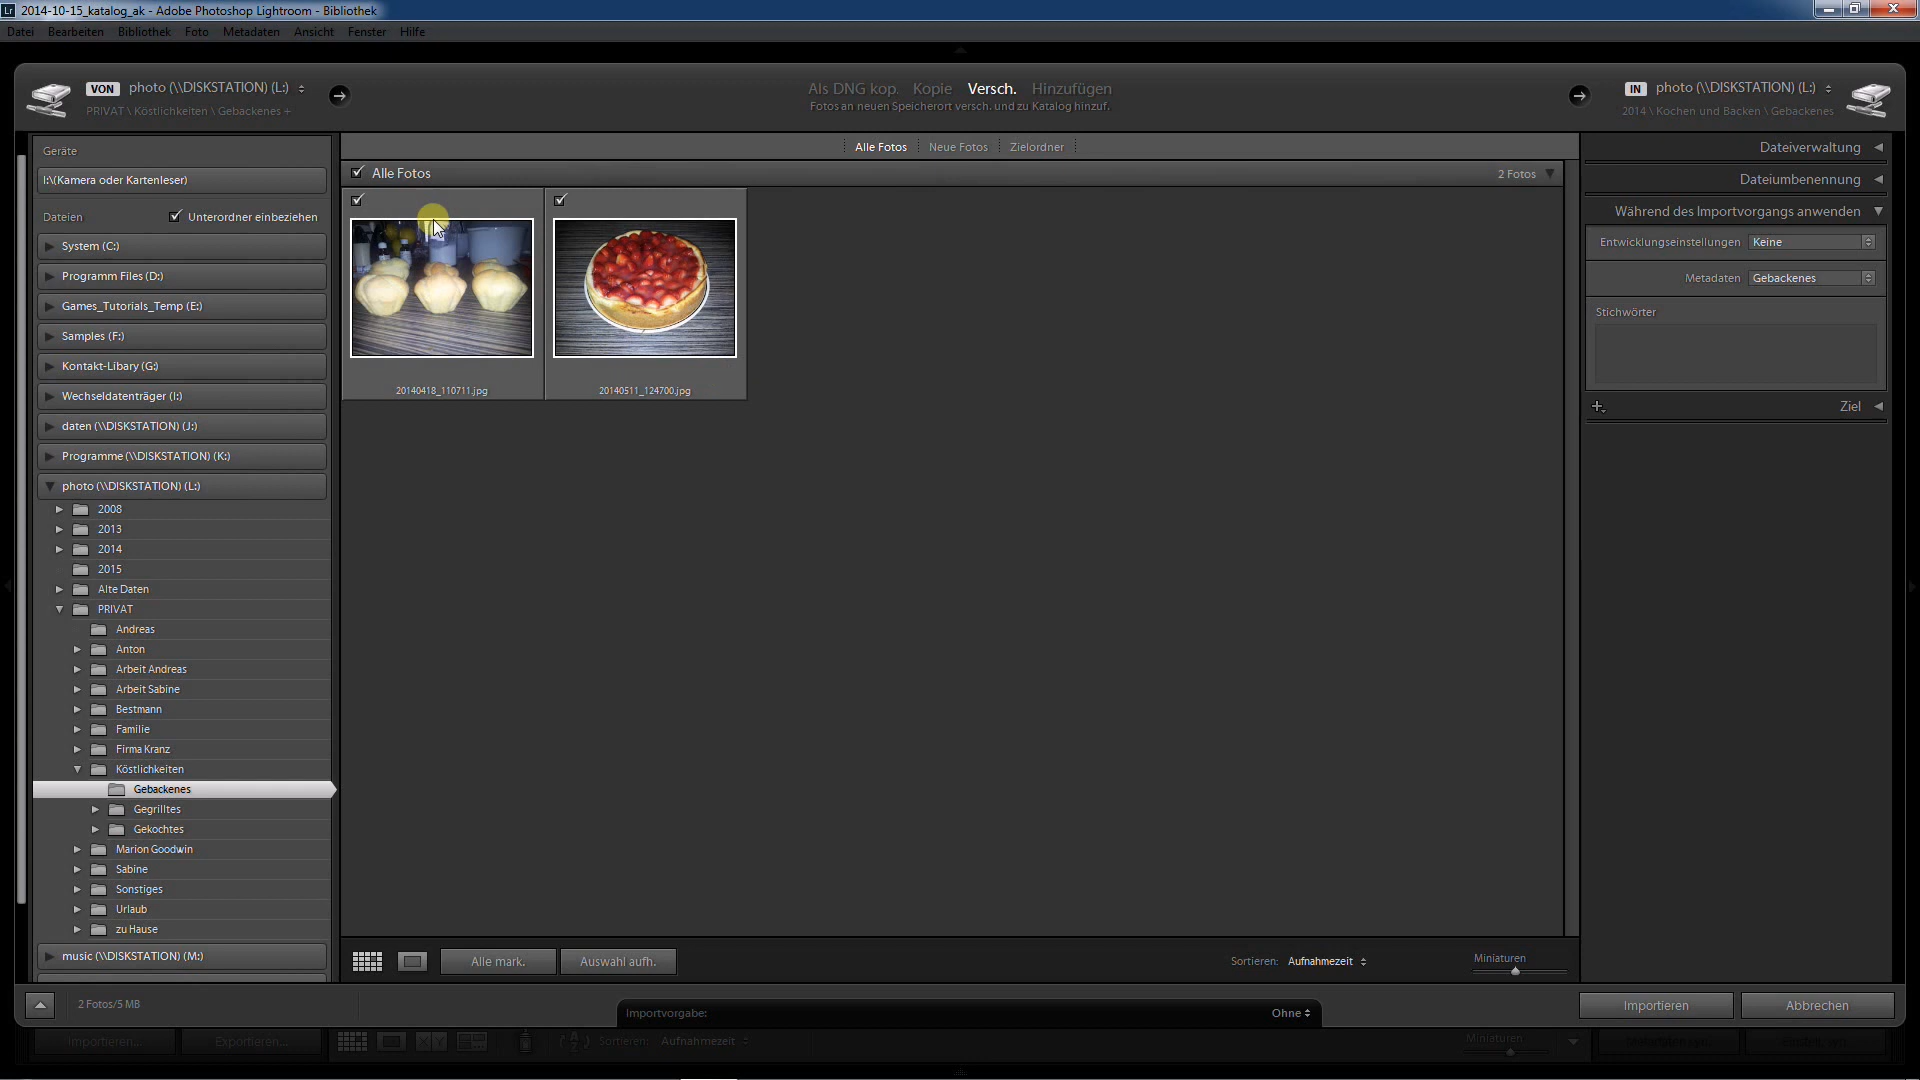 Lr 2014-10-15_katalog_ak - Adobe Photoshop Lightroom - Bibliothek
Datei Bearbeiten Bibliothek Foto Metadaten Ansicht Fenster Hilfe
VON photo (\\DISKSTATION) (L:)
PRIVAT \ Köstlichkeiten \ Gebackenes +
Als DNG kop. Kopie Versch. Hinzufügen
Fotos an neuen Speicherort versch. und zu Katalog hinzuf.
IN photo (\\DISKSTATION) (L:)
2014 \ Kochen und Backen \ Gebackenes
Geräte
I:\(Kamera oder Kartenleser)
Dateien Unterordner einbeziehen
System (C:)
Programm Files (D:)
Games_Tutorials_Temp (E:)
Samples (F:)
Kontakt-Libary (G:)
Wechseldatenträger (I:)
daten (\\DISKSTATION) (J:)
Programme (\\DISKSTATION) (K:)
photo (\\DISKSTATION) (L:)
2008
2013
2014
2015
Alte Daten
PRIVAT
Andreas
Anton
Arbeit Andreas
Arbeit Sabine
Bestmann
Familie
Firma Kranz
Köstlichkeiten
Gebackenes
Gegrilltes
Gekochtes
Marion Goodwin
Sabine
Sonstiges
Urlaub
zu Hause
music (\\DISKSTATION) (M:)
Alle Fotos Neue Fotos Zielordner
Alle Fotos 2 Fotos
20140418_110711.jpg 20140511_124700.jpg
Alle mark. Auswahl aufh. Sortieren: Aufnahmezeit Miniaturen
Dateiverwaltung
Dateiumbenennung
Während des Importvorgangs anwenden
Entwicklungseinstellungen Keine
Metadaten Gebackenes
Stichwörter
Ziel
2 Fotos/5 MB Importvorgabe: Ohne Importieren Abbrechen
Importieren... Exportieren... XY Sortieren: Aufnahmezeit Miniaturen